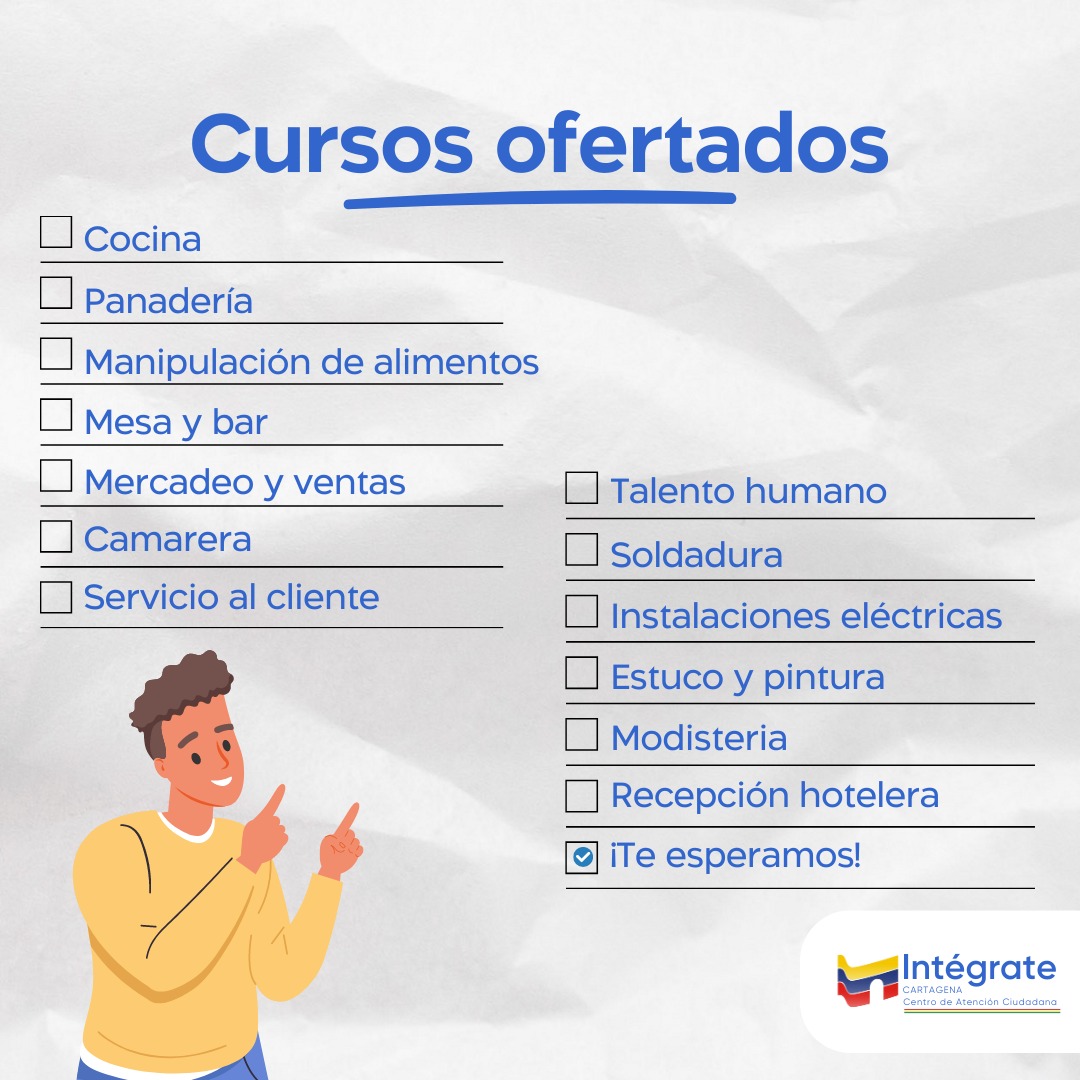 Cursos ofertados
Cocina
Panadería
Manipulación de alimentos
Mesa y bar
Mercadeo y ventas
Camarera
Servicio al cliente
Talento humano
Soldadura
Instalaciones eléctricas
Estuco y pintura
Modisteria
Recepción hotelera
¡Te esperamos!
Intégrate
CARTAGENA
Centro de Atención Ciudadana